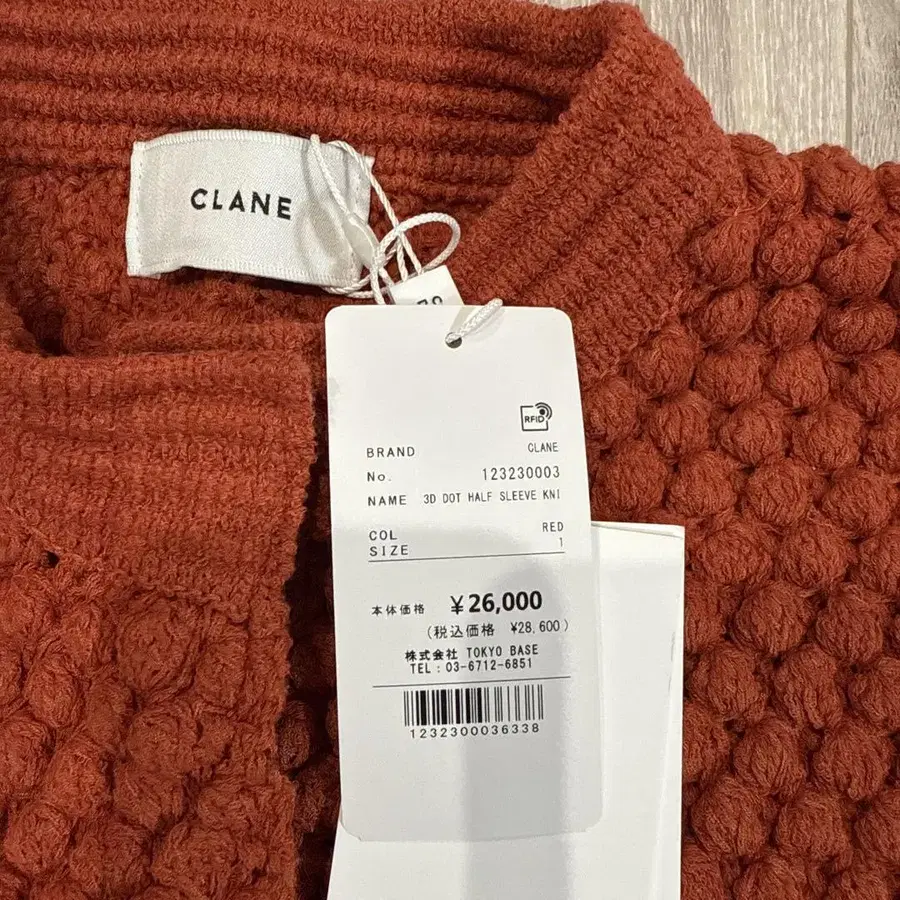 CLANE
RFID
BRAND CLANE
No. 123230003
NAME 3D DOT HALF SLEEVE KNI
COL RED
SIZE 1
本体価格 ¥26,000
(税込価格 ¥28,600)
株式会社 TOKYO BASE
TEL:03-6712-6851
1232300036338